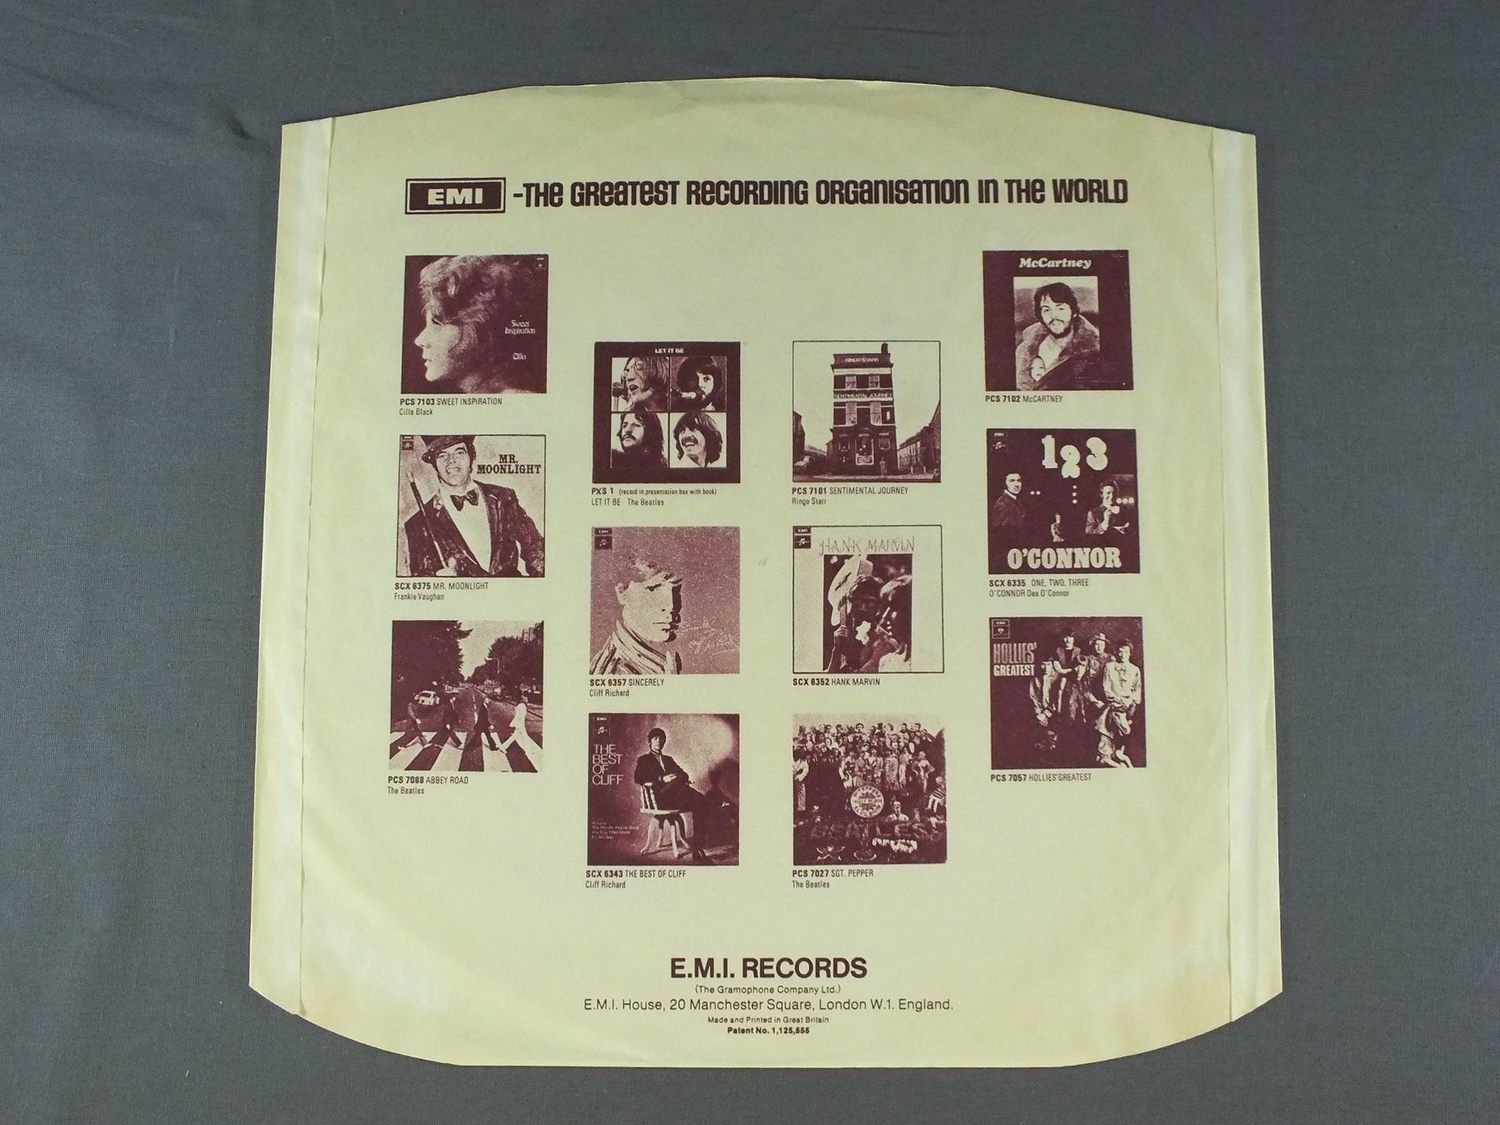 EMI -THE GREATEST RECORDING ORGANISATION IN THE WORLD
Sweet
Inspiration
Cilla
PCS 7103 SWEET INSPIRATION
Cilla Black
MR.
MOONLIGHT
SCX 6375 MR. MOONLIGHT
Frankie Vaughan
PCS 7088 ABBEY ROAD
The Beatles
LET IT BE
PXS 1 (record in presentation box with book)
LET IT BE The Beatles
SCX 6357 SINCERELY
Cliff Richard
THE
BEST
OF
CLIFF
SCX 6343 THE BEST OF CLIFF
Cliff Richard
RINGO STARR
SENTIMENTAL JOURNEY
PCS 7101 SENTIMENTAL JOURNEY
Ringo Starr
HANK MARVIN
SCX 6352 HANK MARVIN
BEATLES
PCS 7027 SGT. PEPPER
The Beatles
McCartney
PCS 7102 McCARTNEY
1 2 3
O'CONNOR
SCX 6335 ONE, TWO, THREE
O'CONNOR Des O'Connor
HOLLIES'
GREATEST
PCS 7057 HOLLIES'GREATEST
E.M.I. RECORDS
(The Gramophone Company Ltd.)
E.M.I. House, 20 Manchester Square, London W.1. England.
Made and Printed in Great Britain
Patent No. 1,125,555